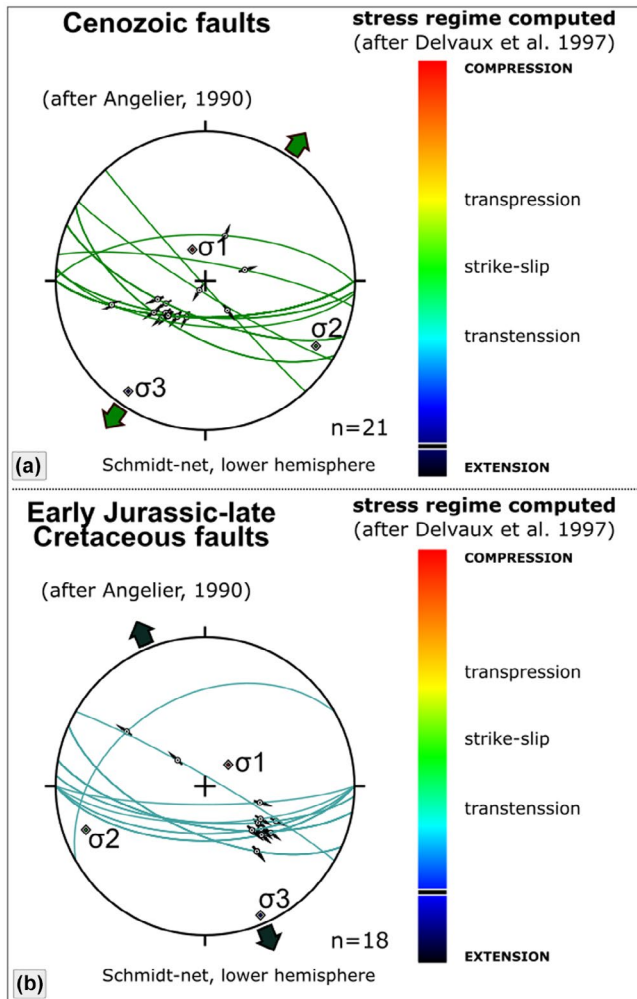 Cenozoic faults
stress regime computed
(after Delvaux et al. 1997)
COMPRESSION
(after Angelier, 1990)
transpression
σ1
strike-slip
σ2
transtenssion
σ3
n=21
(a)
Schmidt-net, lower hemisphere
EXTENSION
Early Jurassic-late
Cretaceous faults
stress regime computed
(after Delvaux et al. 1997)
COMPRESSION
(after Angelier, 1990)
transpression
σ1
strike-slip
transtenssion
σ2
σ3
n=18
(b)
Schmidt-net, lower hemisphere
EXTENSION